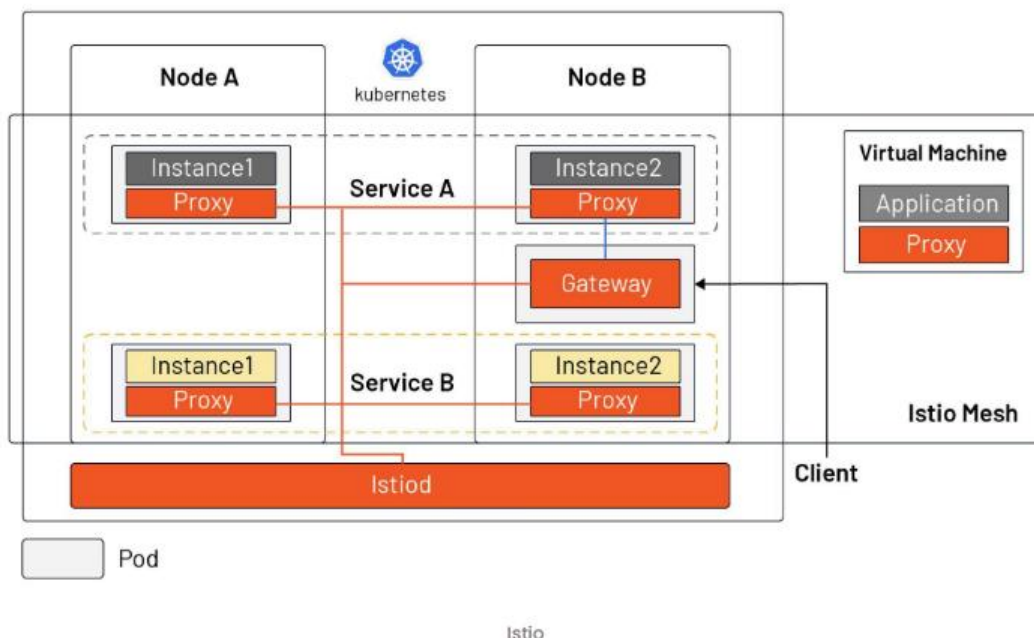 Node A
kubernetes
Node B
Instance1
Proxy
Service A
Instance2
Proxy
Virtual Machine
Application
Proxy
Gateway
Instance1
Proxy
Service B
Instance2
Proxy
Istio Mesh
Client
Istiod
Pod
Istio